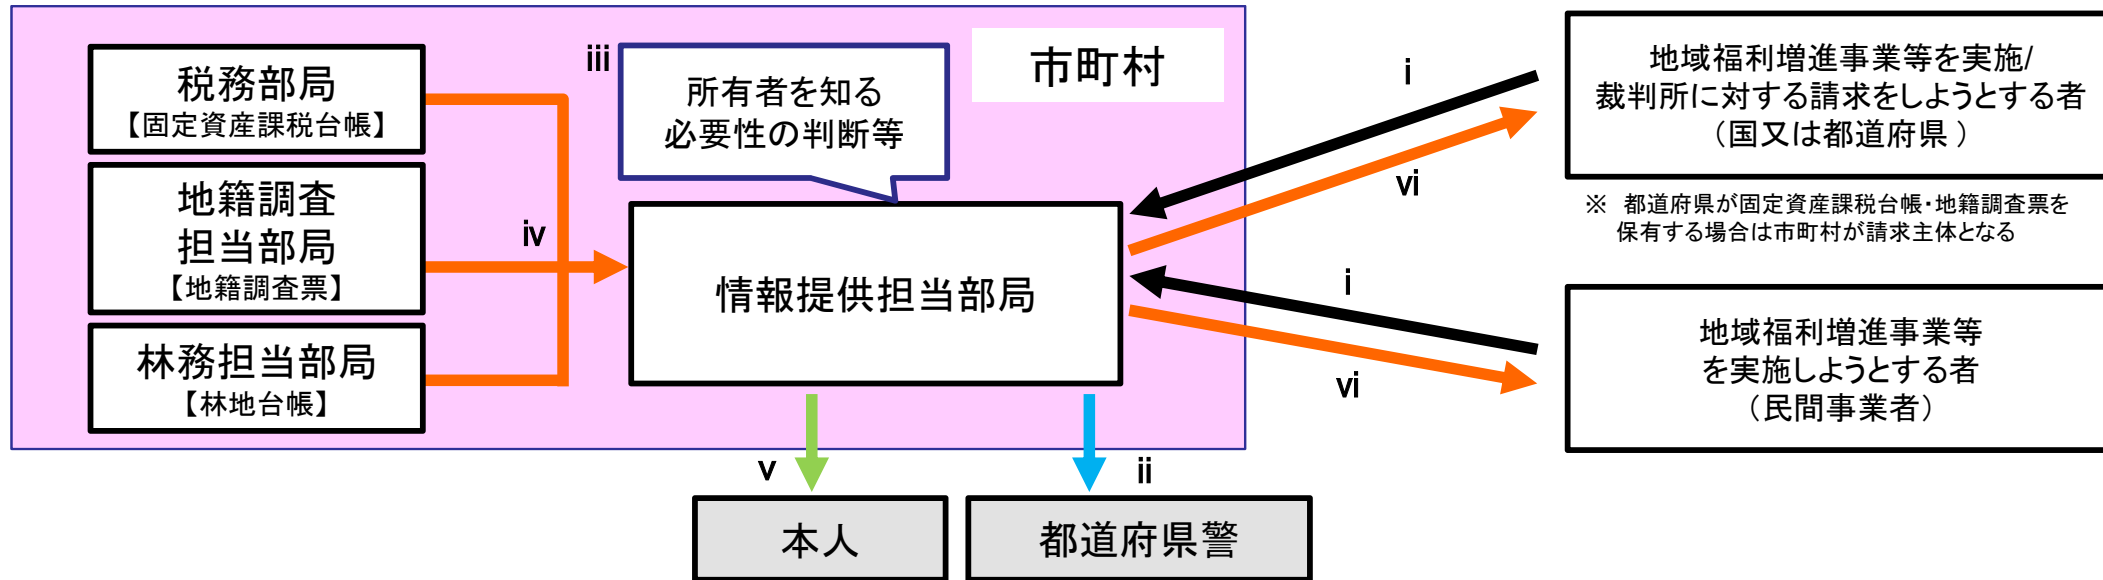 市町村
税務部局
【固定資産課税台帳】
地籍調査
担当部局
【地籍調査票】
林務担当部局
【林地台帳】
iii
所有者を知る
必要性の判断等
iv
情報提供担当部局
i
vi
i
vi
地域福利増進事業等を実施/
裁判所に対する請求をしようとする者
（国又は都道府県 ）
※　都道府県が固定資産課税台帳・地籍調査票を
保有する場合は市町村が請求主体となる
地域福利増進事業等
を実施しようとする者
（民間事業者）
v
ii
本人
都道府県警